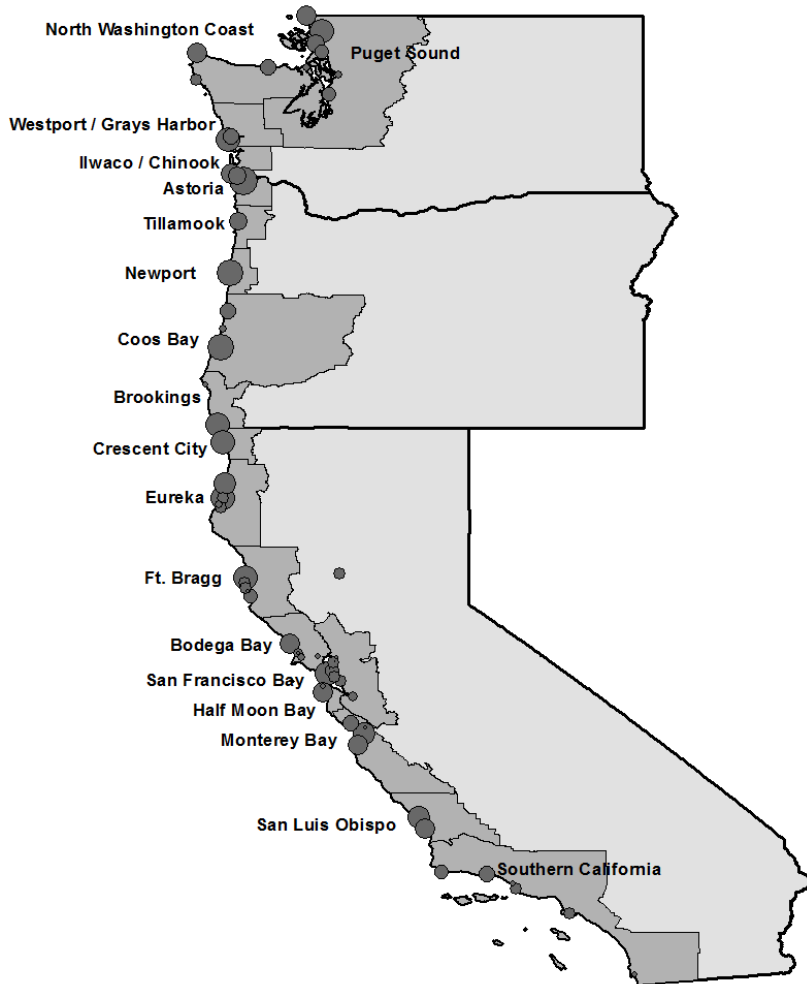 North Washington Coast
Puget Sound
Westport / Grays Harbor
Ilwaco / Chinook
Astoria
Tillamook
Newport
Coos Bay
Brookings
Crescent City
Eureka
Ft. Bragg
Bodega Bay
San Francisco Bay
Half Moon Bay
Monterey Bay
San Luis Obispo
Southern California